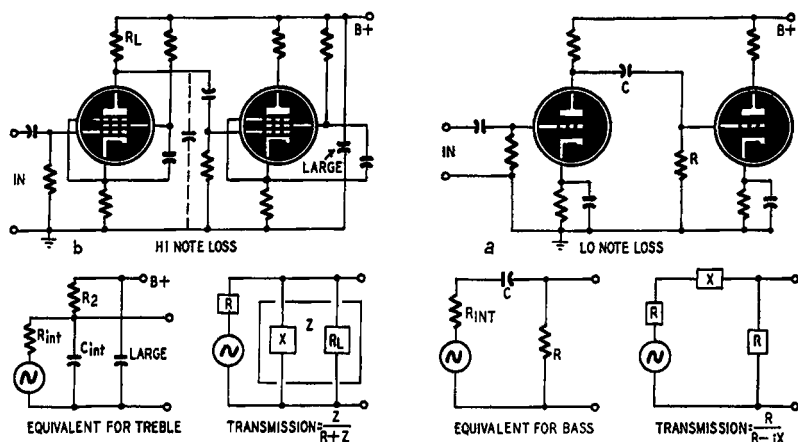 B+
RL
IN
LARGE
b
HI NOTE LOSS
B+
C
IN
R
a
LO NOTE LOSS
B+
R2
Rint
Cint
LARGE
EQUIVALENT FOR TREBLE
R
Z
X
RL
TRANSMISSION=Z/R+Z
C
RINT
R
EQUIVALENT FOR BASS
X
R
R
TRANSMISSION=R/R-jX